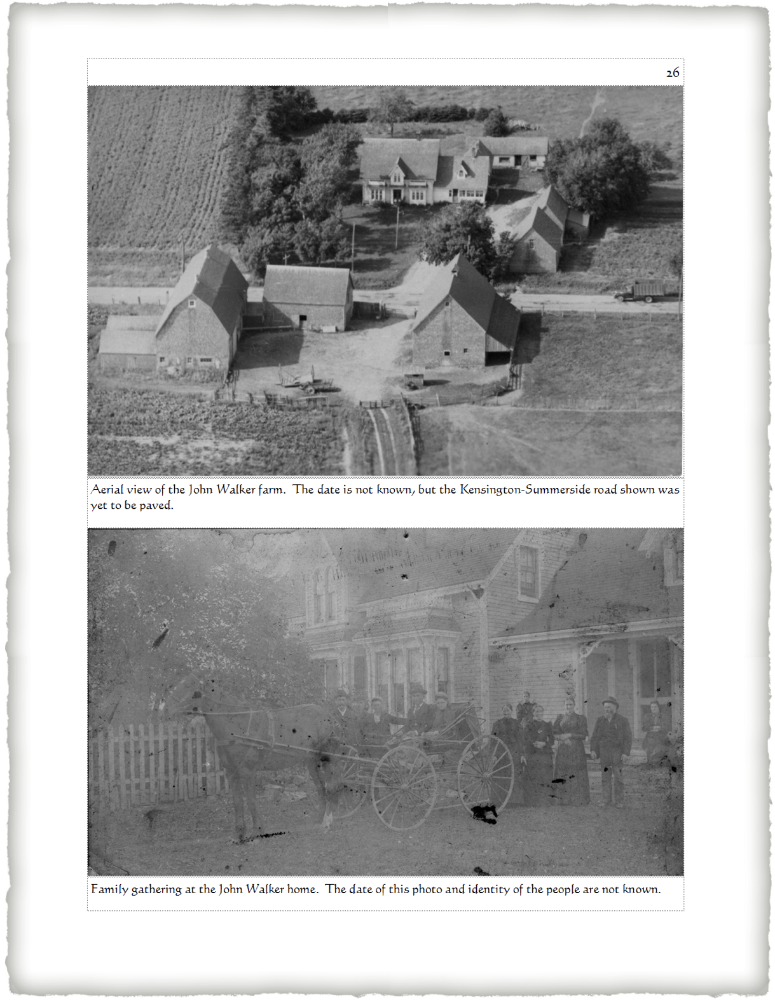 26
Aerial view of the John Walker farm.  The date is not known, but the Kensington-Summerside road shown was
yet to be paved.
Family gathering at the John Walker home.  The date of this photo and identity of the people are not known.